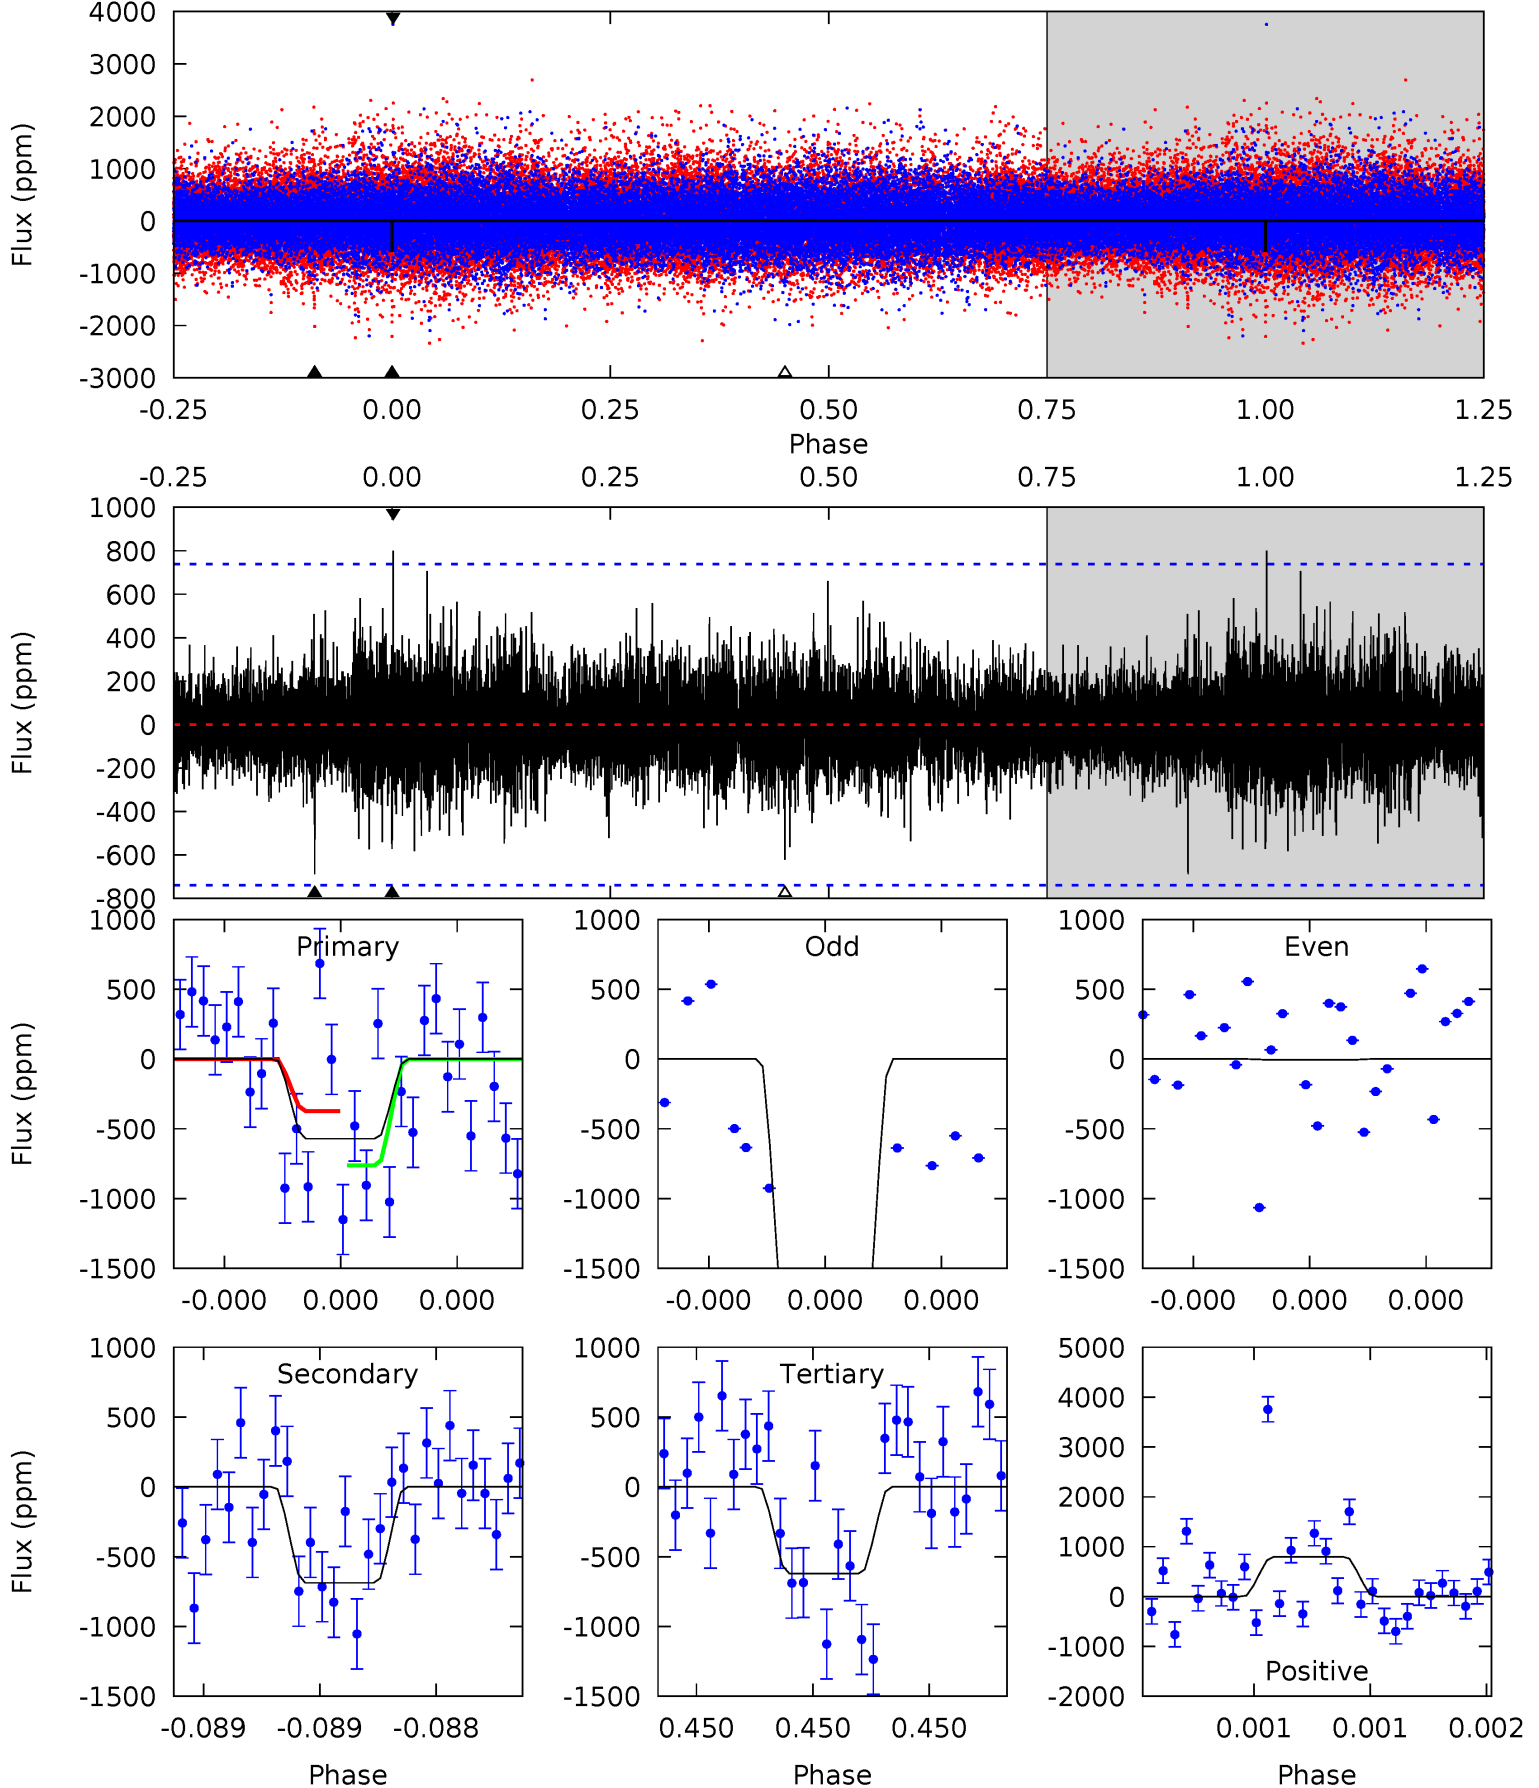 4000
3000
2000
1000
0
-1000
-2000
-3000
Flux (ppm)
-0.25 0.00 0.25 0.50 0.75 1.00 1.25
Phase
-0.25 0.00 0.25 0.50 0.75 1.00 1.25
1000
800
600
400
200
0
-200
-400
-600
-800
Flux (ppm)
Primary Odd Even
1000 1000 1000
500 500 500
0 0 0
-500 -500 -500
-1000 -1000 -1000
-1500 -1500 -1500
Flux (ppm)
-0.000 0.000 0.000 -0.000 0.000 0.000 -0.000 0.000 0.000
Secondary Tertiary Positive
1000 1000 5000
500 500 4000
0 0 3000
-500 -500 2000
-1000 -1000 1000
-1500 -1500 0
-1000
-2000
Flux (ppm)
-0.089 -0.089 -0.088 0.450 0.450 0.450 0.001 0.001 0.002
Phase Phase Phase